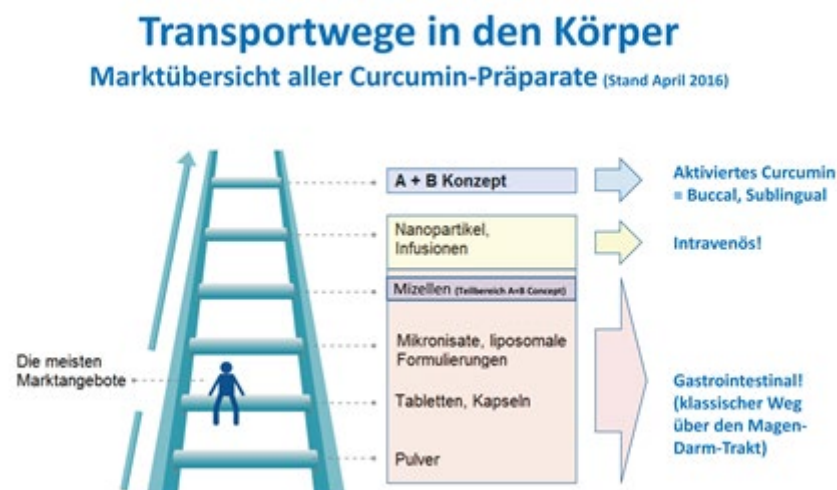 Transportwege in den Körper
Marktübersicht aller Curcumin-Präparate (Stand April 2016)
A + B Konzept
Aktiviertes Curcumin
= Buccal, Sublingual
Nanopartikel,
Infusionen
Intravenös!
Mizellen (Teilbereich A+B Concept)
Mikronisate, liposomale
Formulierungen
Die meisten
Marktangebote
Tabletten, Kapseln
Gastrointestinal!
(klassischer Weg
über den Magen-
Darm-Trakt)
Pulver